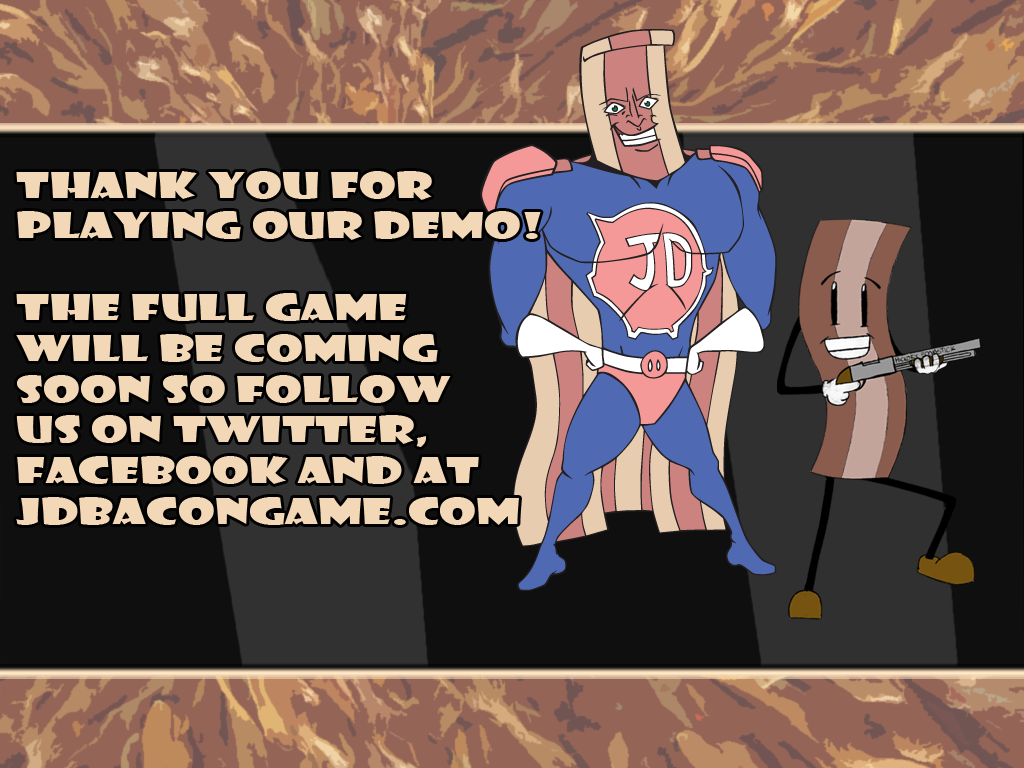 THANK YOU FOR
PLAYING OUR DEMO!
THE FULL GAME
WILL BE COMING
SOON SO FOLLOW
US ON TWITTER,
FACEBOOK AND AT
JDBACONGAME.COM
JD